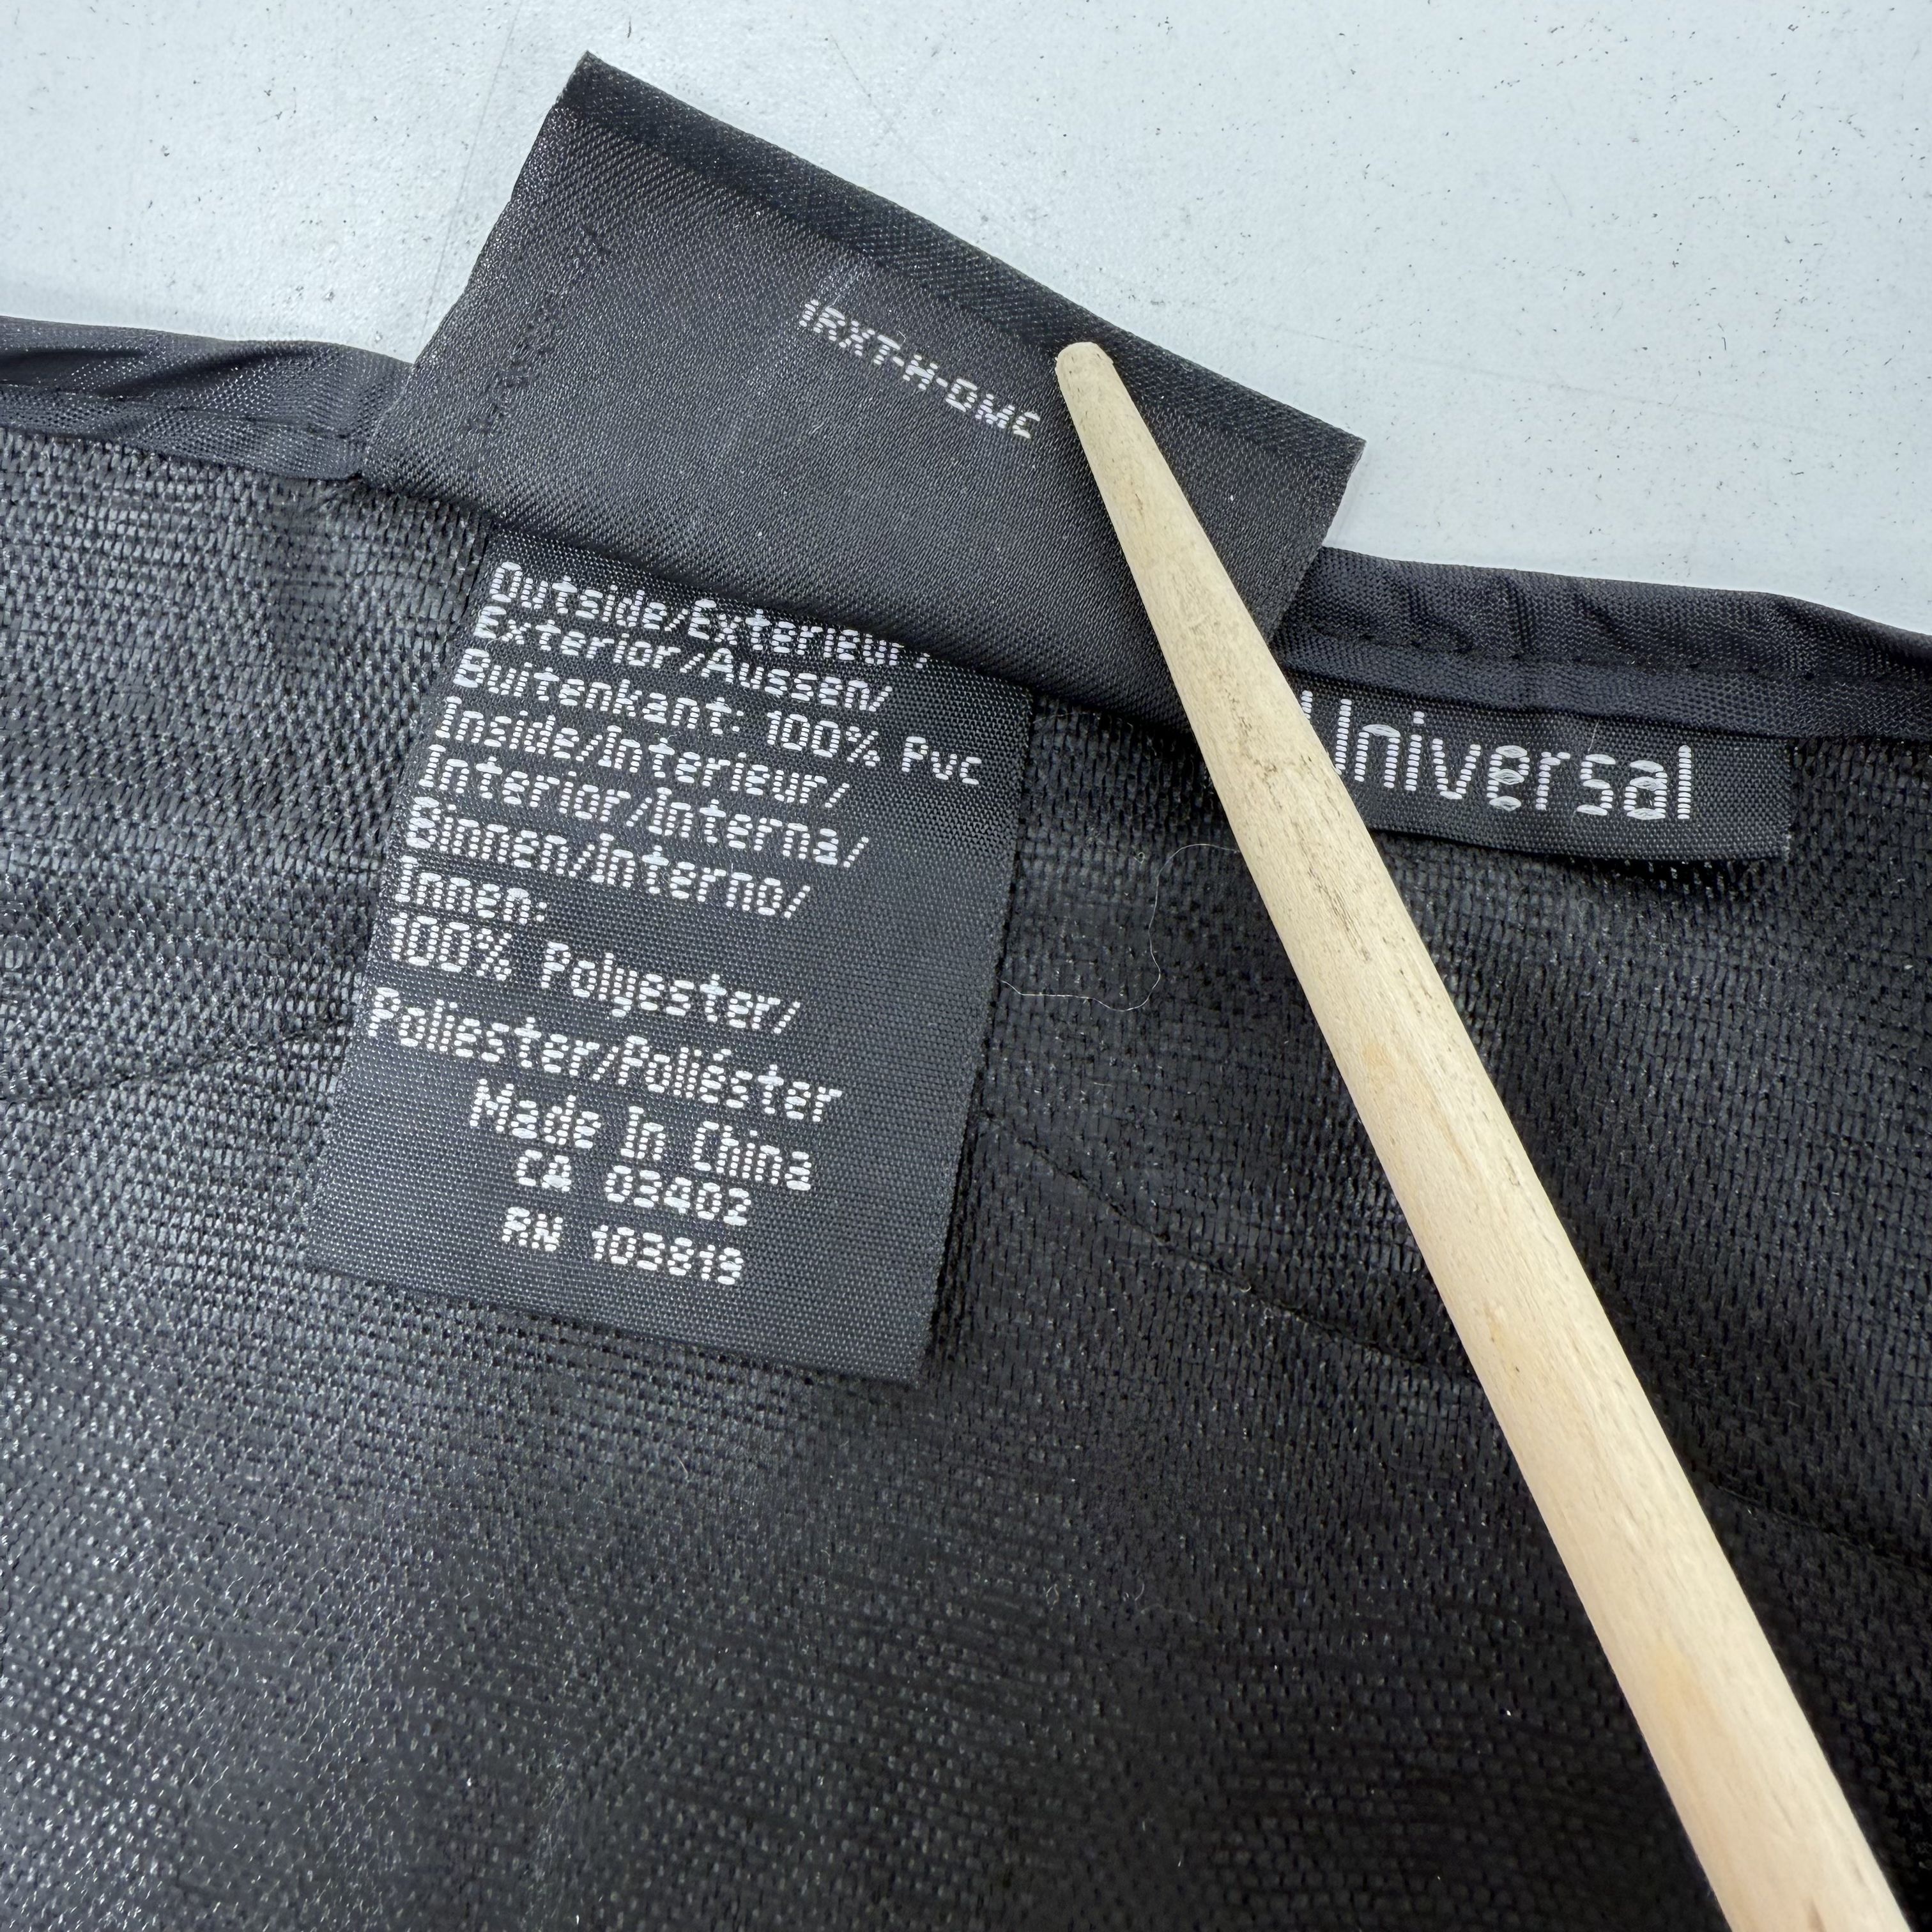 IRXT-H-DMC
Outside/Exterieur/
Exterior/Aussen/
Buitenkant: 100% Pvc
Inside/Interieur/
Interior/Interna/
Binnen/Interno/
Innen:
100% Polyester/
Poliester/Poliéster
Made In China
CA 03402
RN 103819
Universal